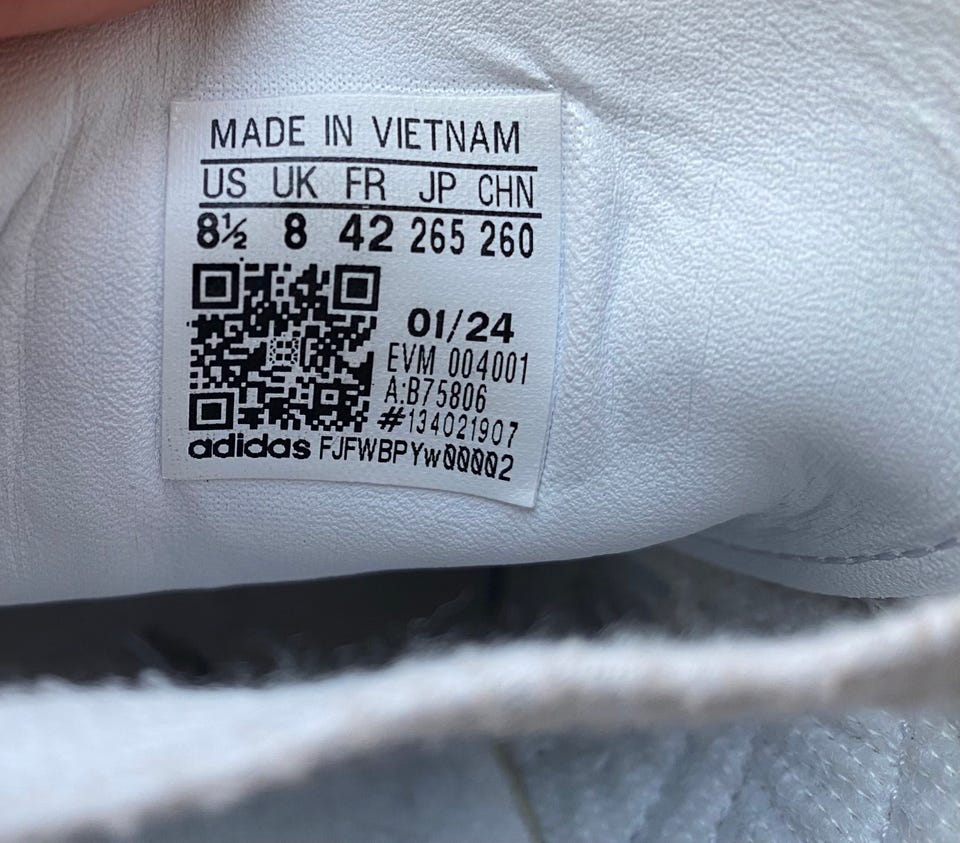 MADE IN VIETNAM
US UK FR JP CHN
8½ 8 42 265 260
01/24
EVM 004001
A:B75806
#134021907
adidas FJFWBPYw00002